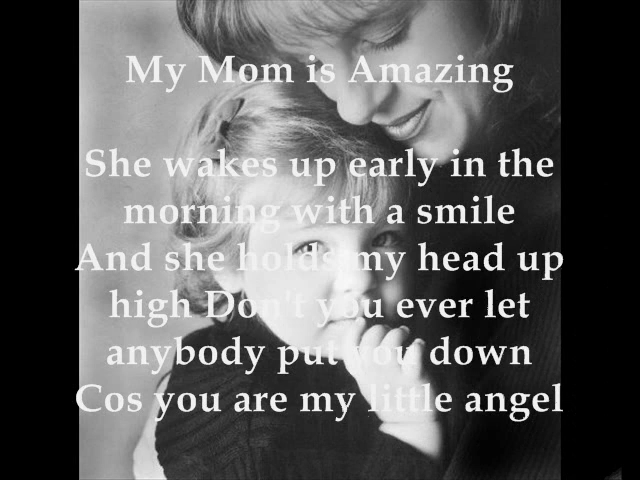 My Mom is Amazing
She wakes up early in the
morning with a smile
And she holds my head up
high Don't you ever let
anybody put you down
Cos you are my little angel